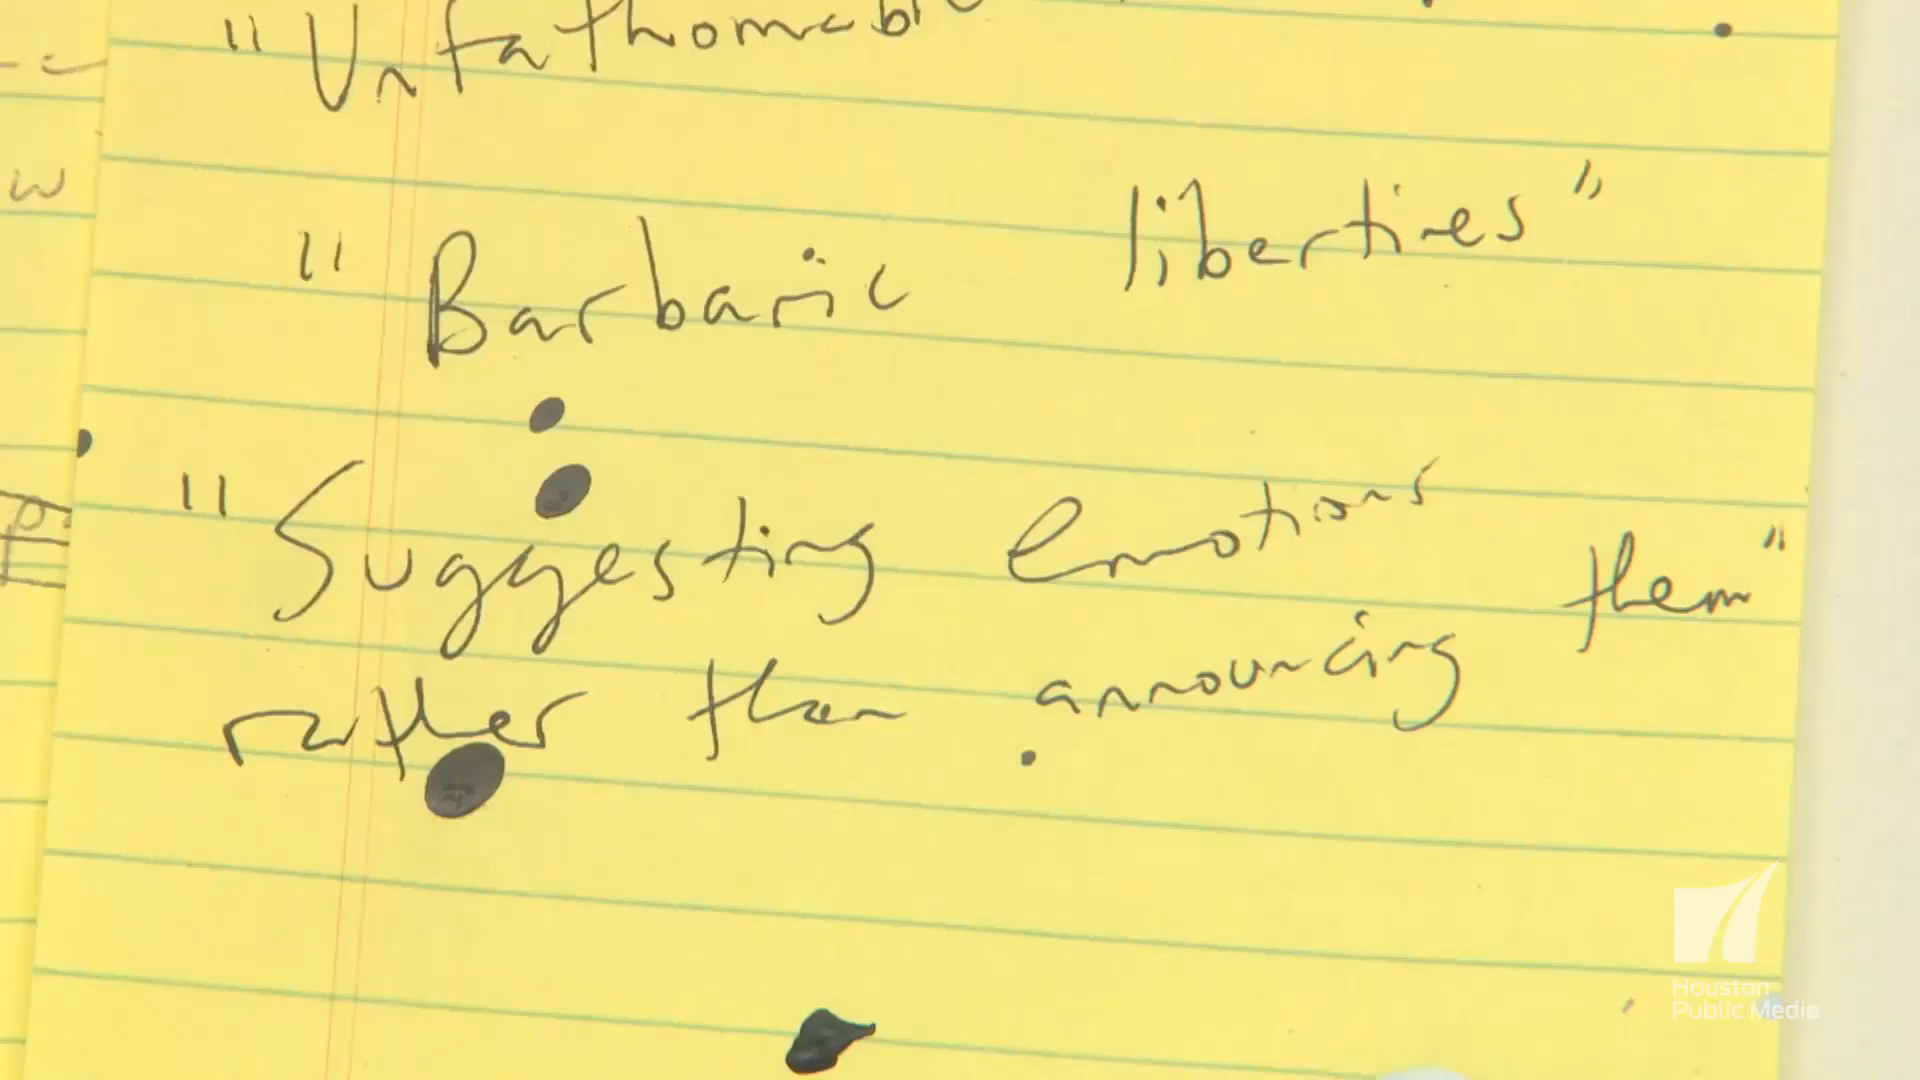 "Unfathomable
"Barbaric liberties"
"Suggesting emotions
rather than announcing them"
w
Houston
Public Media